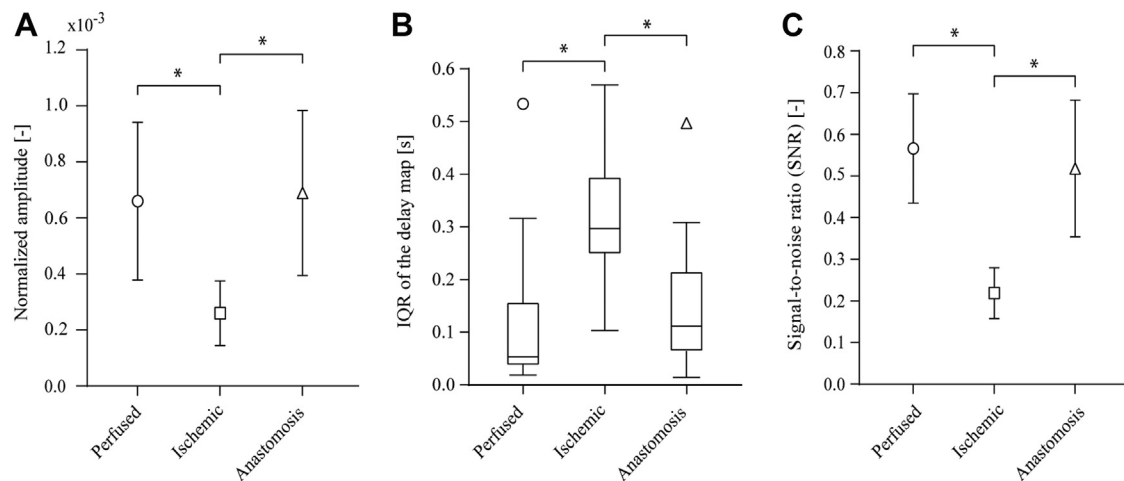 A
x10⁻³
Normalized amplitude [-]
1.2
1.0
0.8
0.6
0.4
0.2
0.0
*
*
Perfused
Ischemic
Anastomosis
B
IQR of the delay map [s]
0.6
0.5
0.4
0.3
0.2
0.1
0.0
*
*
Perfused
Ischemic
Anastomosis
C
Signal-to-noise ratio (SNR) [-]
0.8
0.7
0.6
0.5
0.4
0.3
0.2
0.1
0.0
*
*
Perfused
Ischemic
Anastomosis